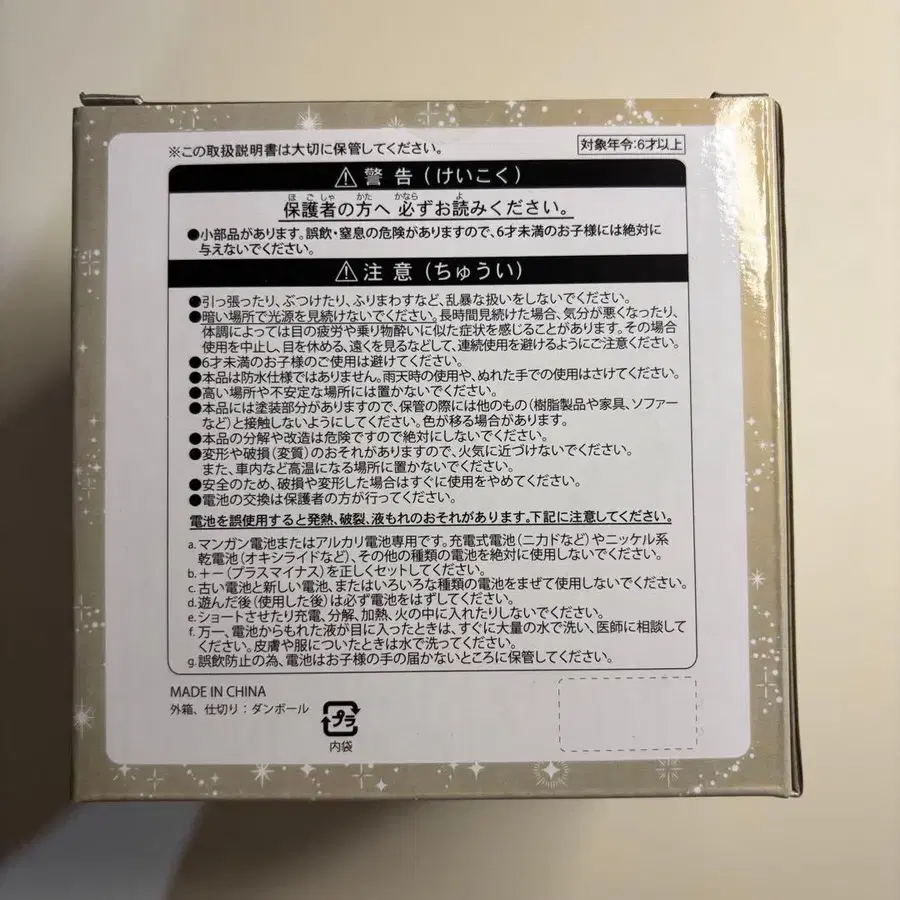 ※この取扱説明書は大切に保管してください。
対象年令:6才以上
⚠警告(けいこく)
ほごしゃ かた かなら よ
保護者の方へ必ずお読みください。
●小部品があります。誤飲・窒息の危険がありますので、6才未満のお子様には絶対に
与えないでください。
⚠注意(ちゅうい)
●引っ張ったり、ぶつけたり、ふりまわすなど、乱暴な扱いをしないでください。
●暗い場所で光源を見続けないでください。長時間見続けた場合、気分が悪くなったり、
体調によっては目の疲労や乗り物酔いに似た症状を感じることがあります。その場合
使用を中止し、目を休める、遠くを見るなどして、連続使用を避けるようにご注意ください。
●6才未満のお子様のご使用は避けてください。
●本品は防水仕様ではありません。雨天時の使用や、ぬれた手での使用はさけてください。
●高い場所や不安定な場所には置かないでください。
●本品には塗装部分がありますので、保管の際には他のもの(樹脂製品や家具、ソファー
など)と接触しないようにしてください。色が移る場合があります。
●本品の分解や改造は危険ですので絶対にしないでください。
●変形や破損(変質)のおそれがありますので、火気に近づけないでください。
また、車内など高温になる場所に置かないでください。
●安全のため、破損や変形した場合はすぐに使用をやめてください。
●電池の交換は保護者の方が行ってください。
電池を誤使用すると発熱、破裂、液もれのおそれがあります。下記に注意してください。
a.マンガン電池またはアルカリ電池専用です。充電式電池(ニカドなど)やニッケル系
乾電池(オキシライドなど)、その他の種類の電池を絶対に使用しないでください。
b.+−(プラスマイナス)を正しくセットしてください。
c.古い電池と新しい電池、またはいろいろな種類の電池をまぜて使用しないでください。
d.遊んだ後(使用した後)は必ず電池をはずしてください。
e.ショートさせたり充電、分解、加熱、火の中に入れたりしないでください。
f.万一、電池からもれた液が目に入ったときは、すぐに大量の水で洗い、医師に相談して
ください。皮膚や服についたときは水で洗ってください。
g.誤飲防止の為、電池はお子様の手の届かないところに保管してください。
MADE IN CHINA
外箱、仕切り:ダンボール
プラ
内袋